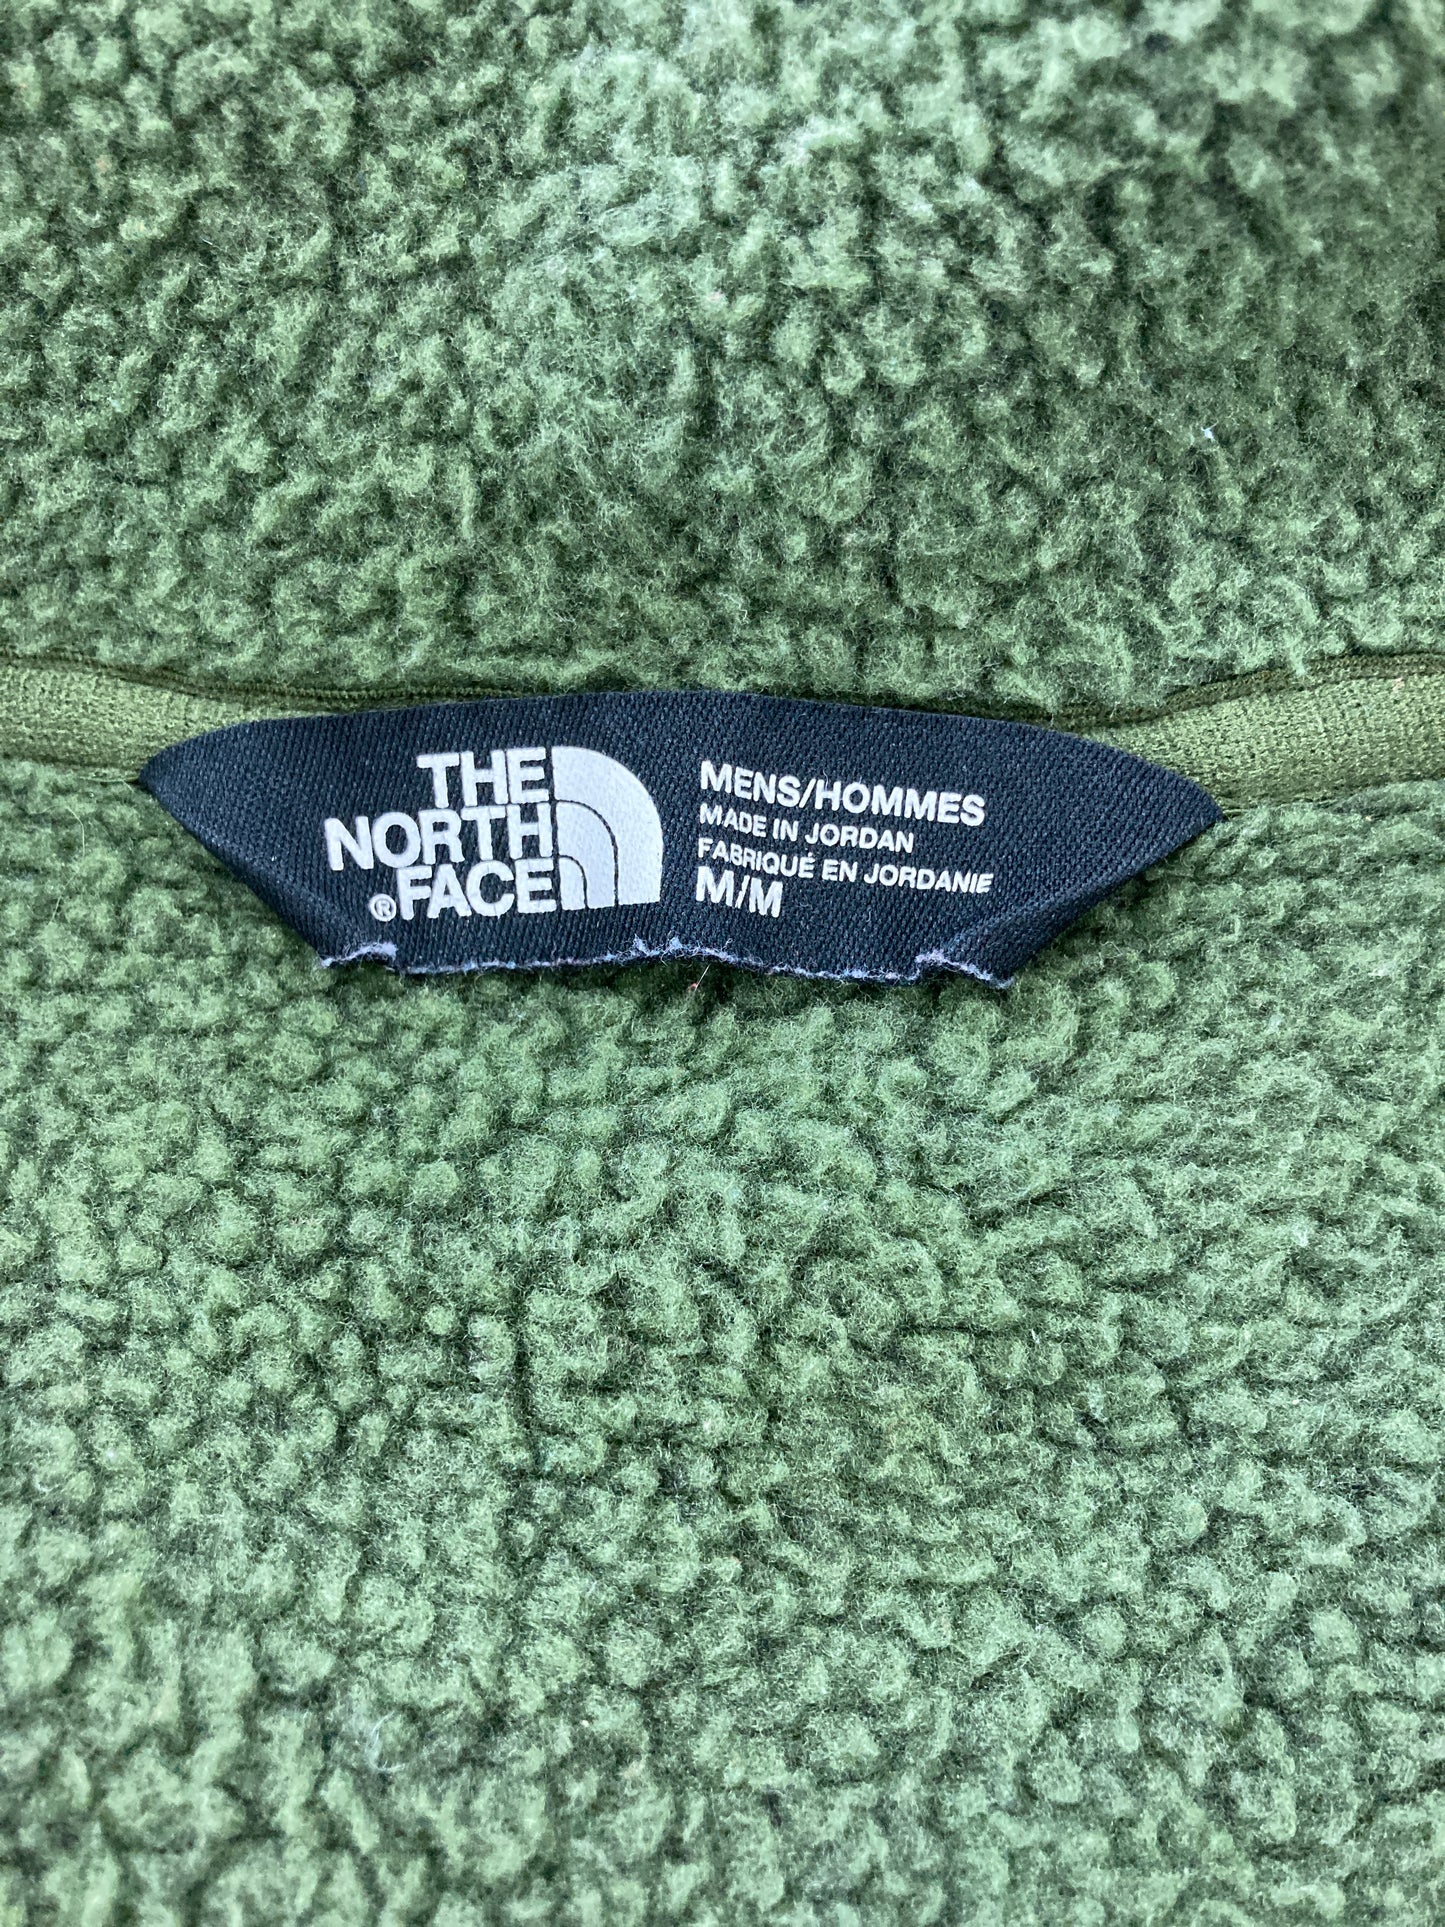 THE
NORTH
FACE®
MENS/HOMMES
MADE IN JORDAN
FABRIQUÉ EN JORDANIE
M/M